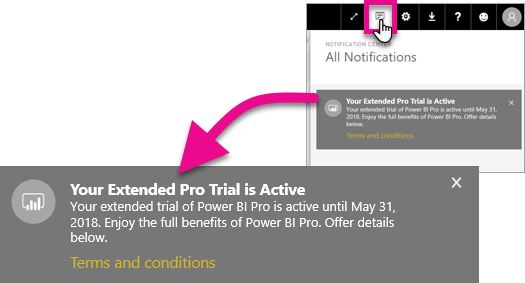 ?
NOTIFICATION CENTER
All Notifications
Your Extended Pro Trial is Active
Your extended trial of Power BI Pro is active until May 31,
2018. Enjoy the full benefits of Power BI Pro. Offer details
below.
Terms and conditions
Your Extended Pro Trial is Active
Your extended trial of Power BI Pro is active until May 31,
2018. Enjoy the full benefits of Power BI Pro. Offer details
below.
Terms and conditions